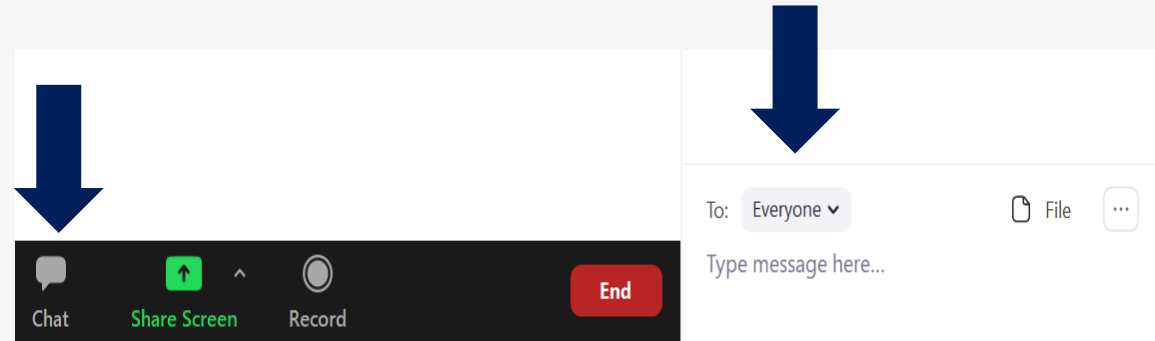 To: Everyone
File
...
Type message here...
Chat
Share Screen
Record
End